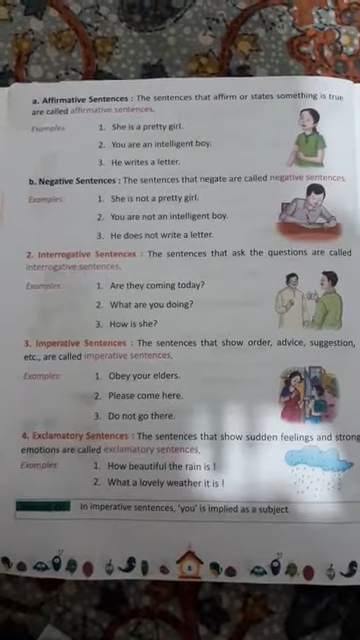 a. Affirmative Sentences : The sentences that affirm or states something is true
are called affirmative sentences.
Examples: 1. She is a pretty girl.
2. You are an intelligent boy.
3. He writes a letter.
b. Negative Sentences : The sentences that negate are called negative sentences.
Examples: 1. She is not a pretty girl.
2. You are not an intelligent boy.
3. He does not write a letter.
2. Interrogative Sentences : The sentences that ask the questions are called
interrogative sentences.
Examples: 1. Are they coming today?
2. What are you doing?
3. How is she?
3. Imperative Sentences : The sentences that show order, advice, suggestion,
etc., are called imperative sentences.
Examples: 1. Obey your elders.
2. Please come here.
3. Do not go there.
4. Exclamatory Sentences : The sentences that show sudden feelings and strong
emotions are called exclamatory sentences.
Examples: 1. How beautiful the rain is !
2. What a lovely weather it is !
In imperative sentences, 'you' is implied as a subject.